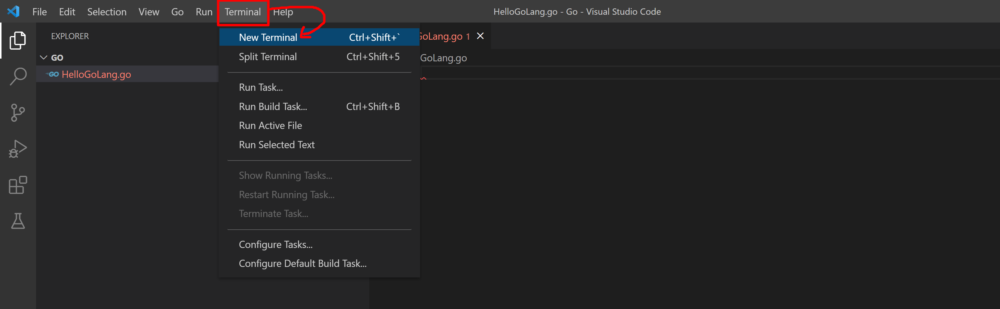 File Edit Selection View Go Run Terminal Help HelloGoLang.go - Go - Visual Studio Code
EXPLORER
GO
GO HelloGoLang.go
New Terminal Ctrl+Shift+`
Split Terminal Ctrl+Shift+5
Run Task...
Run Build Task... Ctrl+Shift+B
Run Active File
Run Selected Text
Show Running Tasks...
Restart Running Task...
Terminate Task...
Configure Tasks...
Configure Default Build Task...
GoLang.go 1
GoLang.go